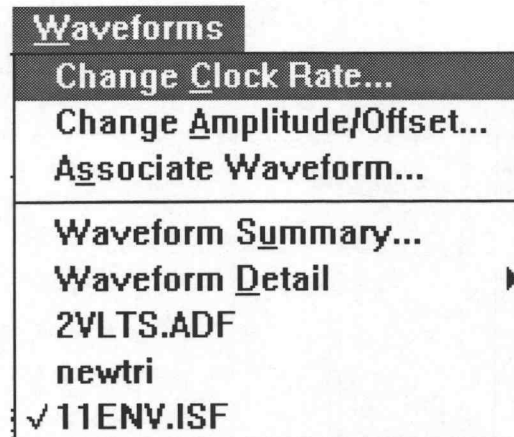 Waveforms
Change Clock Rate...
Change Amplitude/Offset...
Associate Waveform...
Waveform Summary...
Waveform Detail
2VLTS.ADF
newtri
✓ 11ENV.ISF